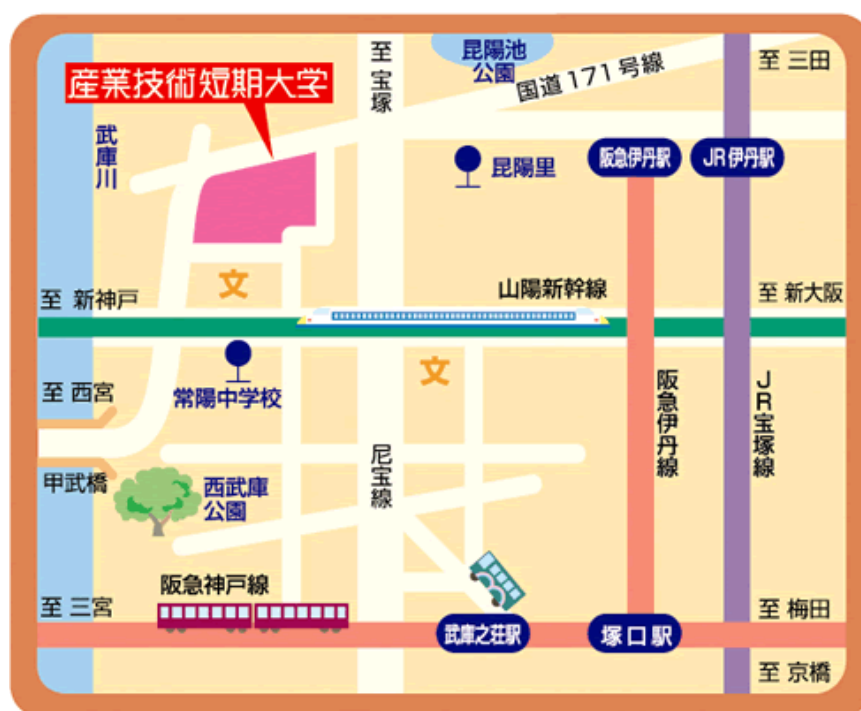 至 宝塚
昆陽池
公園
国道171号線
至 三田
産業技術短期大学
武庫川
昆陽里
阪急伊丹駅
JR伊丹駅
文
山陽新幹線
至 新神戸
至 新大阪
文
常陽中学校
至 西宮
阪急伊丹線
JR宝塚線
尼宝線
甲武橋
西武庫
公園
阪急神戸線
至 三宮
至 梅田
武庫之荘駅
塚口駅
至 京橋